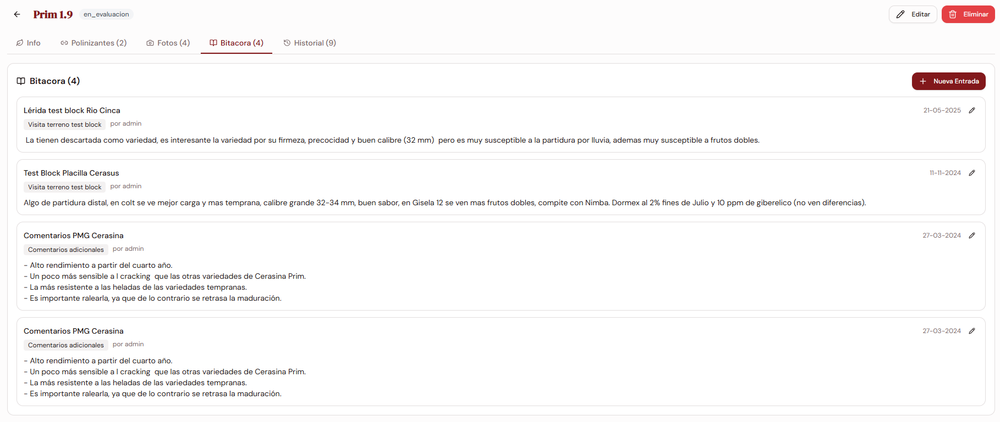 Prim 1.9 en_evaluacion Editar Eliminar
Info Polinizantes (2) Fotos (4) Bitacora (4) Historial (9)
Bitacora (4) Nueva Entrada
Lérida test block Rio Cinca 21-05-2025
Visita terreno test block por admin
La tienen descartada como variedad, es interesante la variedad por su firmeza, precocidad y buen calibre (32 mm)  pero es muy susceptible a la partidura por lluvia, ademas muy susceptible a frutos dobles.
Test Block Placilla Cerasus 11-11-2024
Visita terreno test block por admin
Algo de partidura distal, en colt se ve mejor carga y mas temprana, calibre grande 32-34 mm, buen sabor, en Gisela 12 se ven mas frutos dobles, compite con Nimba. Dormex al 2% fines de Julio y 10 ppm de giberelico (no ven diferencias).
Comentarios PMG Cerasina 27-03-2024
Comentarios adicionales por admin
- Alto rendimiento a partir del cuarto año.
- Un poco más sensible a l cracking  que las otras variedades de Cerasina Prim.
- La más resistente a las heladas de las variedades tempranas.
- Es importante ralearla, ya que de lo contrario se retrasa la maduración.
Comentarios PMG Cerasina 27-03-2024
Comentarios adicionales por admin
- Alto rendimiento a partir del cuarto año.
- Un poco más sensible a l cracking  que las otras variedades de Cerasina Prim.
- La más resistente a las heladas de las variedades tempranas.
- Es importante ralearla, ya que de lo contrario se retrasa la maduración.